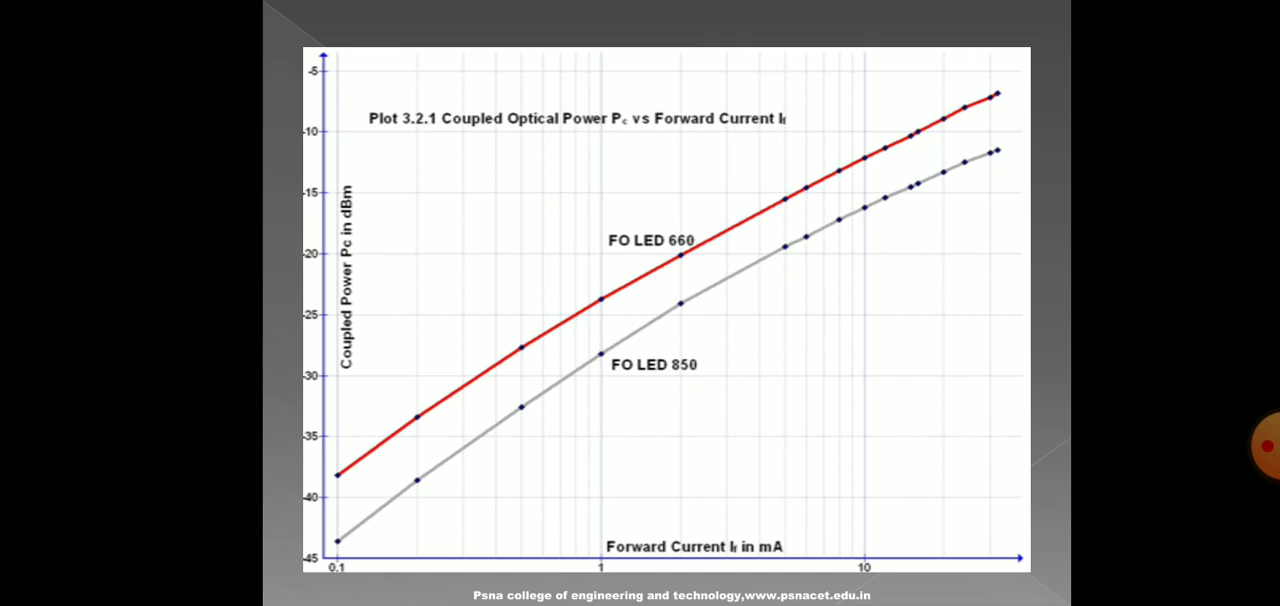 -5
Plot 3.2.1 Coupled Optical Power Pc vs Forward Current If
-10
-15
Coupled Power Pc in dBm
FO LED 660
-20
-25
FO LED 850
-30
-35
-40
Forward Current If in mA
-45
0.1 1 10
Psna college of engineering and technology,www.psnacet.edu.in